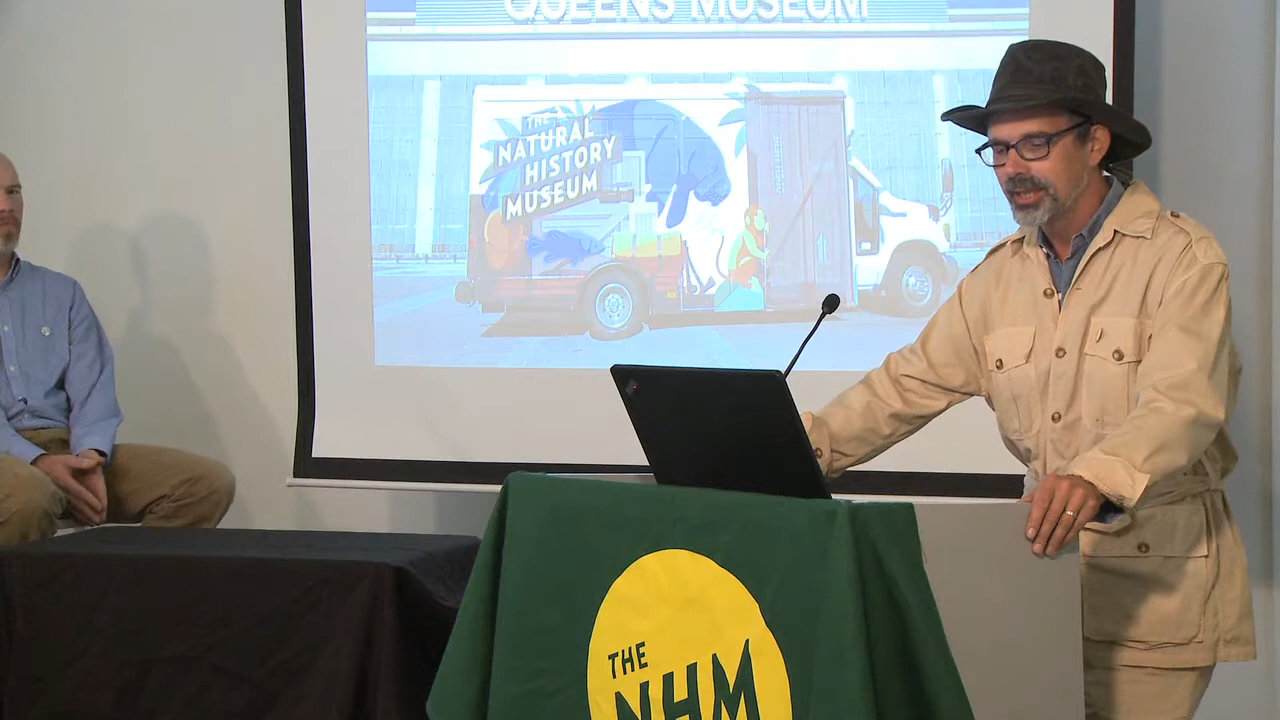 QUEENS MUSEUM
THE
NATURAL
HISTORY
MUSEUM
THE
NHM